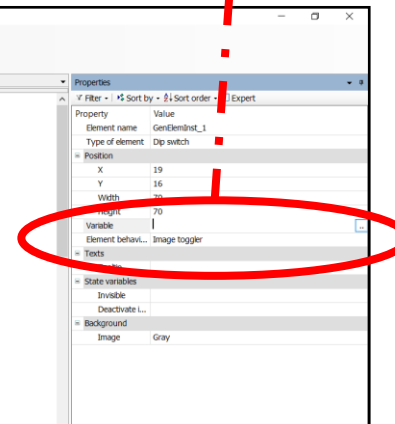 Properties
Filter Sort by Sort order Expert
Property Value
Element name GenElemInst_1
Type of element Dip switch
Position
X 19
Y 16
Width 70
Height 70
Variable ..
Element behavi... Image toggler
Texts
State variables
Invisible
Deactivate i...
Background
Image Gray